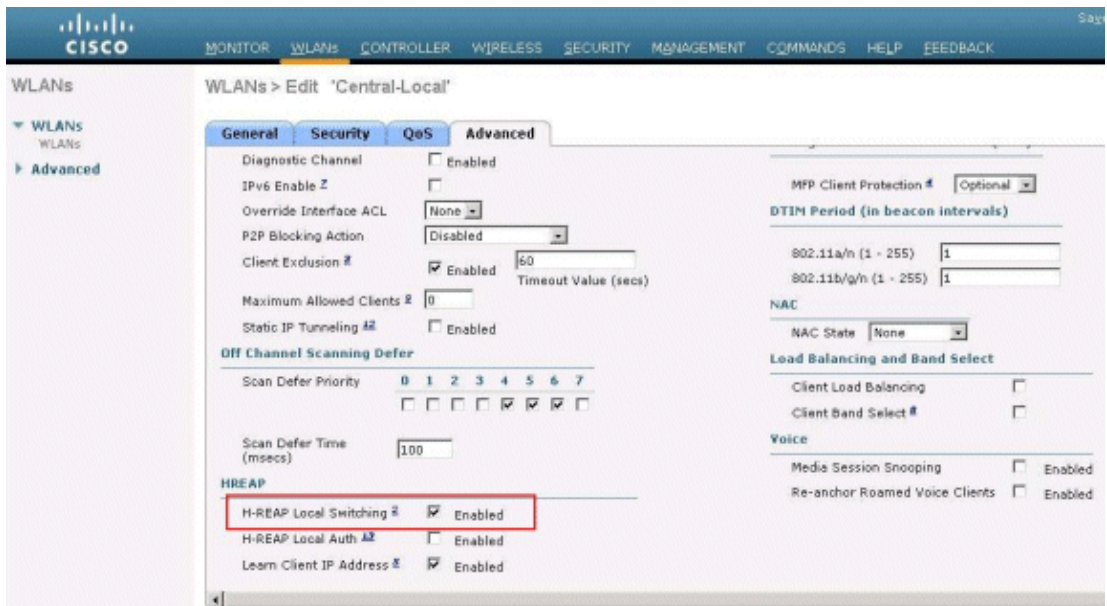 Save
CISCO
MONITOR WLANs CONTROLLER WIRELESS SECURITY MANAGEMENT COMMANDS HELP FEEDBACK
WLANs
WLANs
WLANs
Advanced
WLANs > Edit 'Central-Local'
General Security QoS Advanced
Diagnostic Channel Enabled
IPv6 Enable 7
Override Interface ACL None
P2P Blocking Action Disabled
Client Exclusion Enabled 60
Timeout Value (secs)
Maximum Allowed Clients 0
Static IP Tunneling 12 Enabled
Off Channel Scanning Defer
Scan Defer Priority 0 1 2 3 4 5 6 7
Scan Defer Time (msecs) 100
HREAP
H-REAP Local Switching 2 Enabled
H-REAP Local Auth 12 Enabled
Learn Client IP Address Enabled
MFP Client Protection 4 Optional
DTIM Period (in beacon intervals)
802.11a/n (1 - 255) 1
802.11b/g/n (1 - 255) 1
NAC
NAC State None
Load Balancing and Band Select
Client Load Balancing
Client Band Select
Voice
Media Session Snooping Enabled
Re-anchor Roamed Voice Clients Enabled